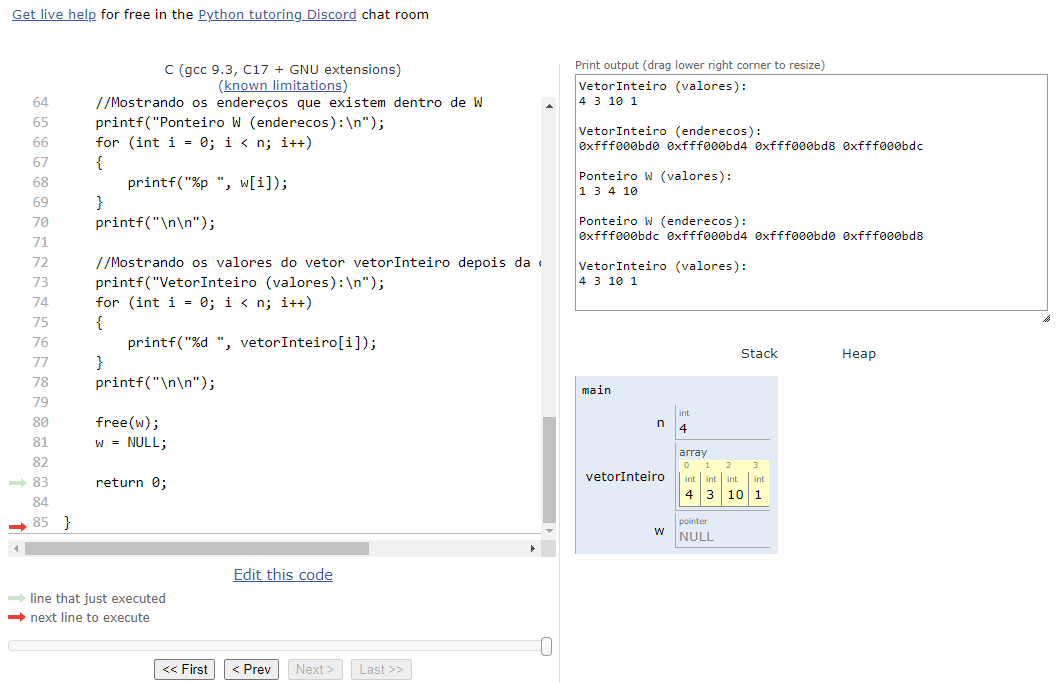 Get live help for free in the Python tutoring Discord chat room
C (gcc 9.3, C17 + GNU extensions)
(known limitations)
64 //Mostrando os endereços que existem dentro de W
65 printf("Ponteiro W (enderecos):\n");
66 for (int i = 0; i < n; i++)
67 {
68 printf("%p ", w[i]);
69 }
70 printf("\n\n");
71
72 //Mostrando os valores do vetor vetorInteiro depois da
73 printf("VetorInteiro (valores):\n");
74 for (int i = 0; i < n; i++)
75 {
76 printf("%d ", vetorInteiro[i]);
77 }
78 printf("\n\n");
79
80 free(w);
81 w = NULL;
82
83 return 0;
84
85 }
Edit this code
line that just executed
next line to execute
<< First < Prev Next > Last >>
Print output (drag lower right corner to resize)
VetorInteiro (valores):
4 3 10 1
VetorInteiro (enderecos):
0xfff000bd0 0xfff000bd4 0xfff000bd8 0xfff000bdc
Ponteiro W (valores):
1 3 4 10
Ponteiro W (enderecos):
0xfff000bdc 0xfff000bd4 0xfff000bd0 0xfff000bd8
VetorInteiro (valores):
4 3 10 1
Stack Heap
main
int
n 4
array
0 1 2 3
int int int int
vetorInteiro 4 3 10 1
pointer
w NULL